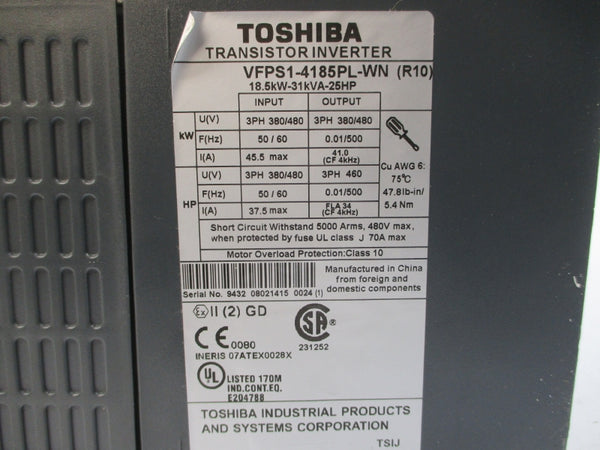 TOSHIBA
TRANSISTOR INVERTER
VFPS1-4185PL-WN (R10)
18.5kW-31kVA-25HP
INPUT OUTPUT
kW U(V) 3PH 380/480 3PH 380/480
F(Hz) 50 / 60 0.01/500
I(A) 45.5 max 41.0 (CF 4kHz)
HP U(V) 3PH 380/480 3PH 460
F(Hz) 50 / 60 0.01/500
I(A) 37.5 max FLA 34 (CF 4kHz)
Cu AWG 6:
75℃
47.8lb-in/
5.4 Nm
Short Circuit Withstand 5000 Arms, 480V max,
when protected by fuse UL class J 70A max
Motor Overload Protection:Class 10
Serial No. 9432 08021415 0024 (1)
Manufactured in China
from foreign and
domestic components
Ex II (2) GD
CE 0080
INERIS 07ATEX0028X
SA
231252
UL LISTED 170M
IND.CONT.EQ.
E204788
TOSHIBA INDUSTRIAL PRODUCTS
AND SYSTEMS CORPORATION
TSIJ